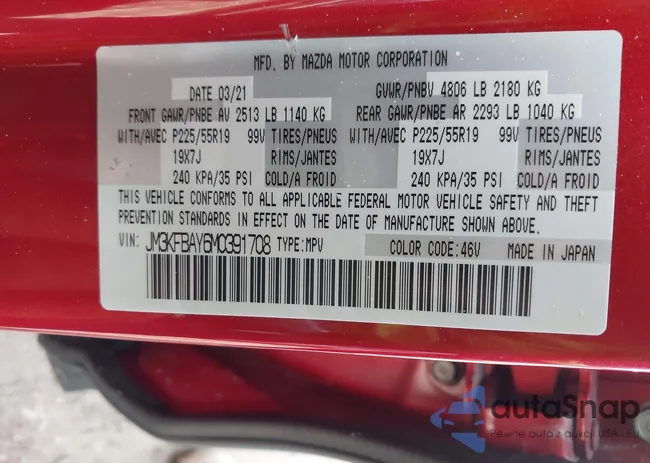 MFD. BY MAZDA MOTOR CORPORATION
DATE 03/21 GVWR/PNBV 4806 LB 2180 KG
FRONT GAWR/PNBE AV 2513 LB 1140 KG REAR GAWR/PNBE AR 2293 LB 1040 KG
WITH/AVEC P225/55R19 99V TIRES/PNEUS WITH/AVEC P225/55R19 99V TIRES/PNEUS
19X7J RIMS/JANTES 19X7J RIMS/JANTES
240 KPA/35 PSI COLD/A FROID 240 KPA/35 PSI COLD/A FROID
THIS VEHICLE CONFORMS TO ALL APPLICABLE FEDERAL MOTOR VEHICLE SAFETY AND THEFT
PREVENTION STANDARDS IN EFFECT ON THE DATE OF MANUFACTURE SHOWN ABOVE.
VIN: JM3KFBAY6M0391708 TYPE:MPV COLOR CODE:46V MADE IN JAPAN
autoSnap
Pewne auto z aukcji USA - EU